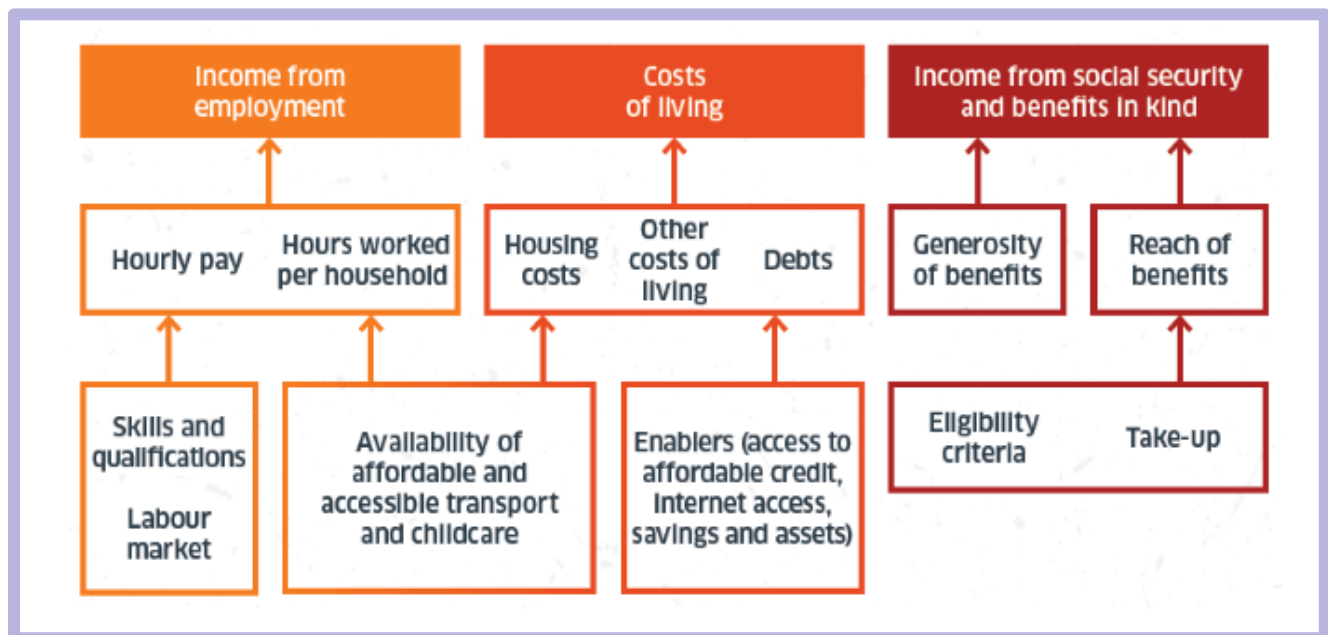 Income from
employment
Costs
of living
Income from social security
and benefits in kind
Hourly pay
Hours worked
per household
Housing
costs
Other
costs of
living
Debts
Generosity
of benefits
Reach of
benefits
Skills and
qualifications
Labour
market
Availability of
affordable and
accessible transport
and childcare
Enablers (access to
affordable credit,
internet access,
savings and assets)
Eligibility
criteria
Take-up